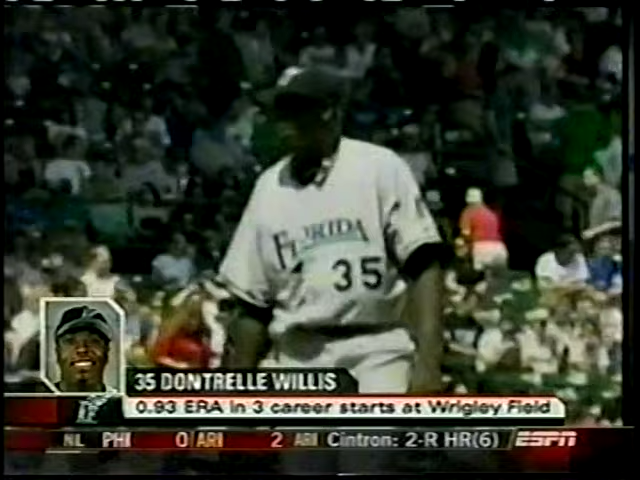 FLORIDA
35
35 DONTRELLE WILLIS
0.93 ERA in 3 career starts at Wrigley Field
NL PHI 0 ARI 2 ARI Cintron: 2-R HR(6) ESPN